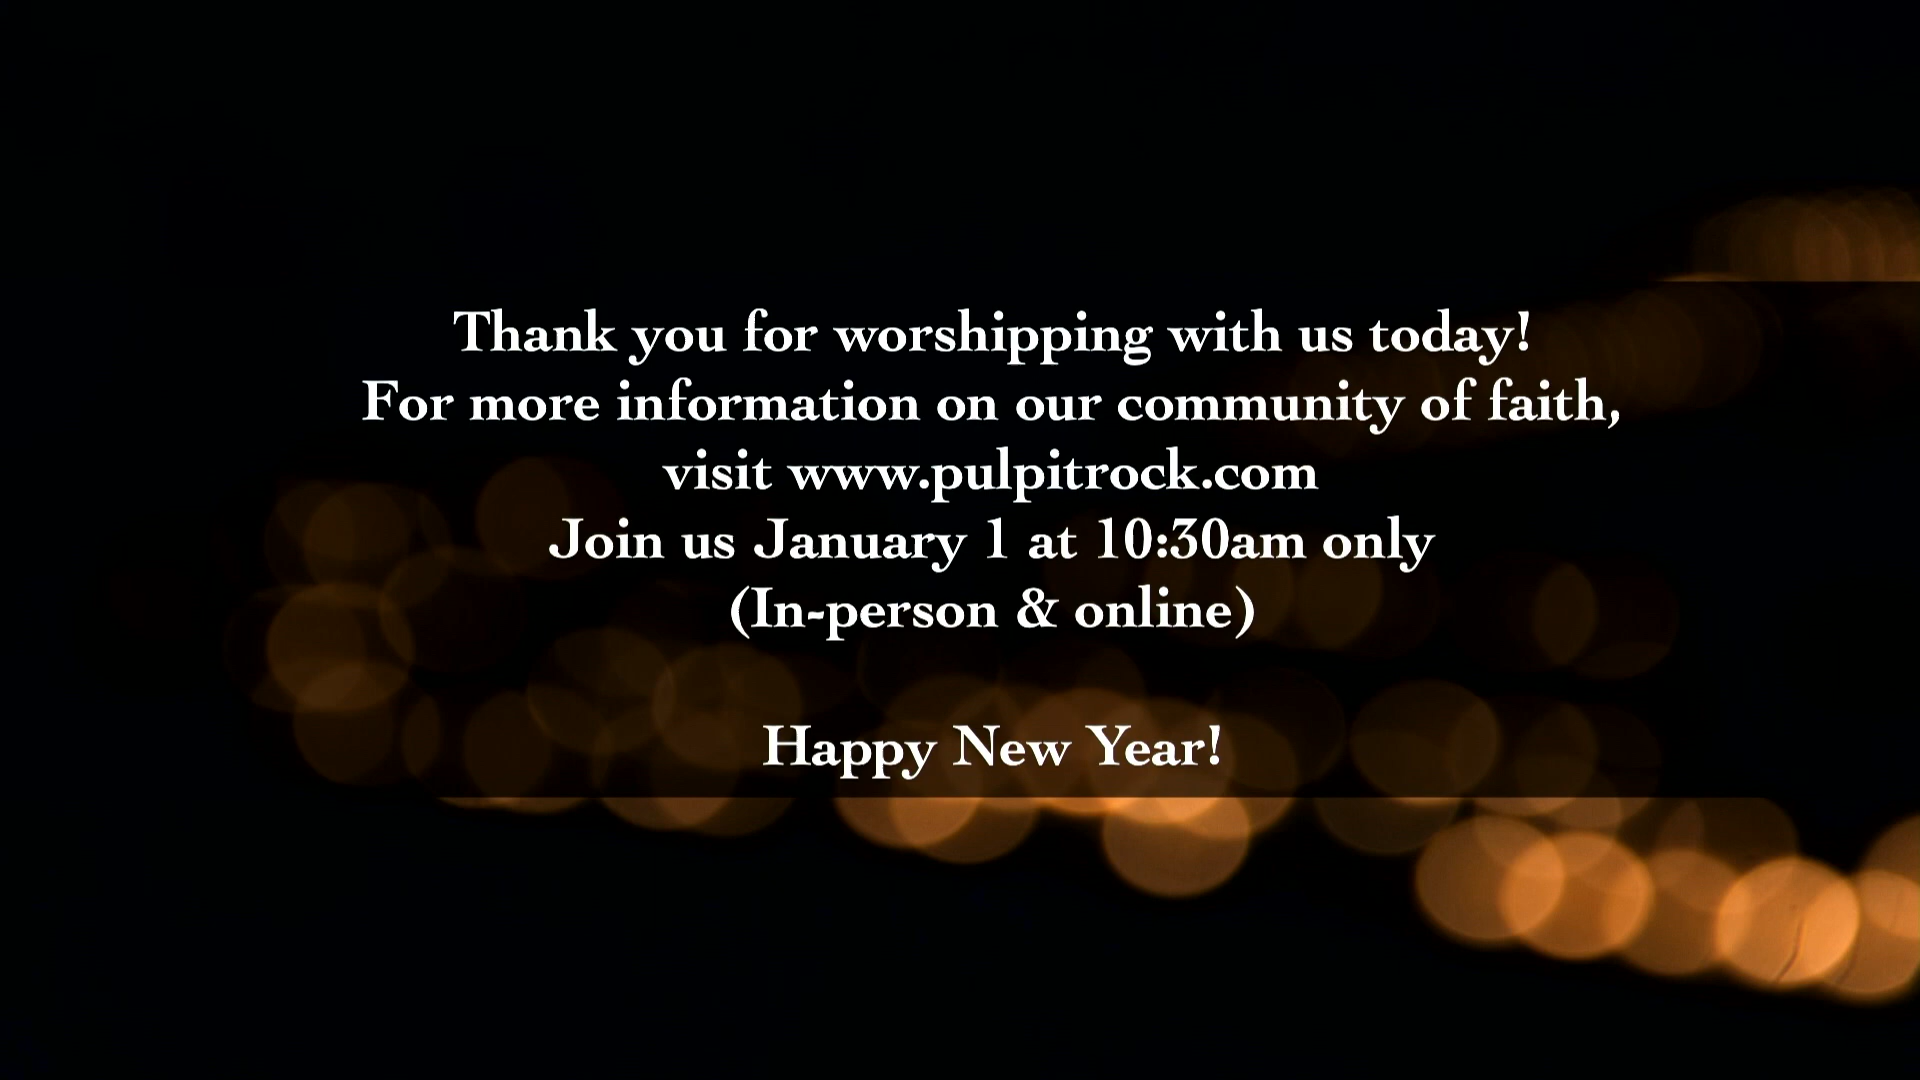 Thank you for worshipping with us today!
For more information on our community of faith,
visit www.pulpitrock.com
Join us January 1 at 10:30am only
(In-person & online)
Happy New Year!